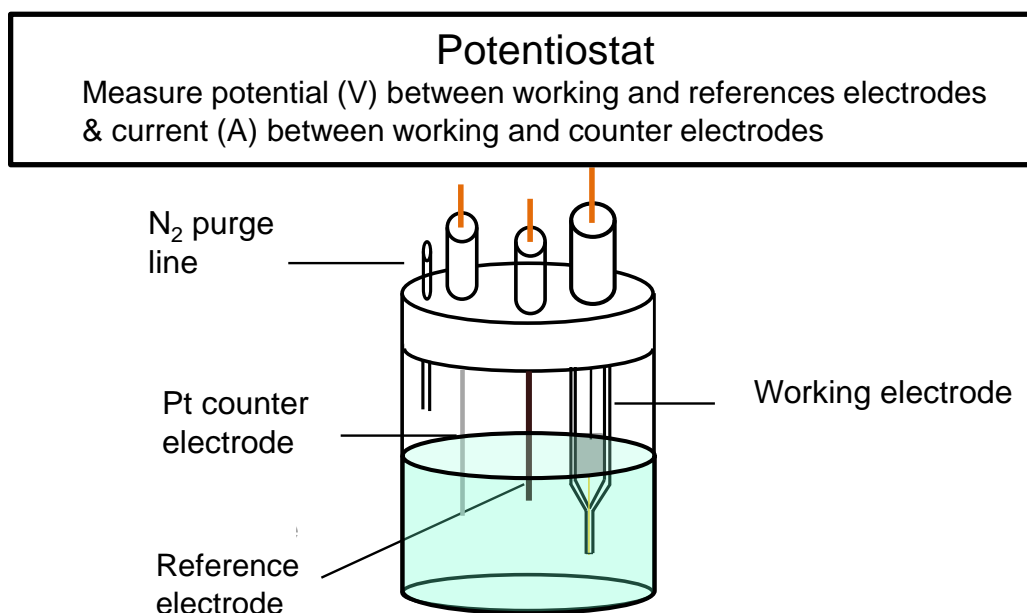 Potentiostat
Measure potential (V) between working and references electrodes
& current (A) between working and counter electrodes
N₂ purge
line
Pt counter
electrode
Working electrode
Reference
electrode